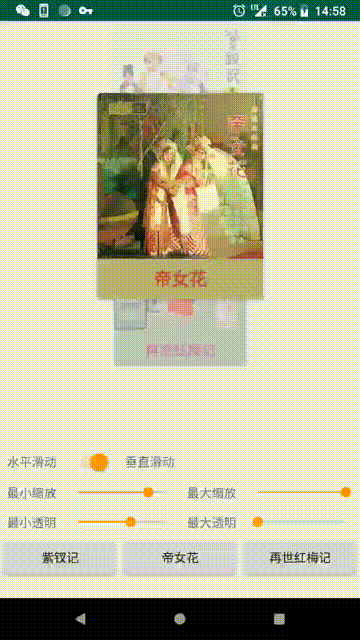 65% 14:58
帝女花
帝女花
再世红梅记
水平滑动 垂直滑动
最小缩放 最大缩放
最小透明 最大透明
紫钗记 帝女花 再世红梅记